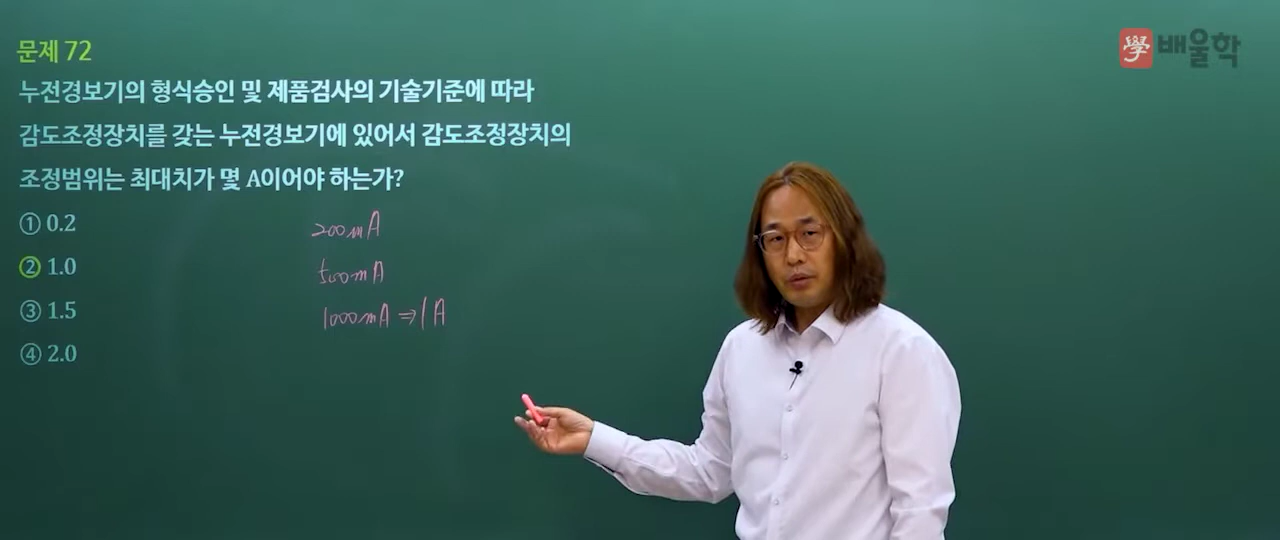 문제 72
學 배울학
누전경보기의 형식승인 및 제품검사의 기술기준에 따라
감도조정장치를 갖는 누전경보기에 있어서 감도조정장치의
조정범위는 최대치가 몇 A이어야 하는가?
① 0.2
200mA
② 1.0
500mA
③ 1.5
1000mA ⇒ 1A
④ 2.0